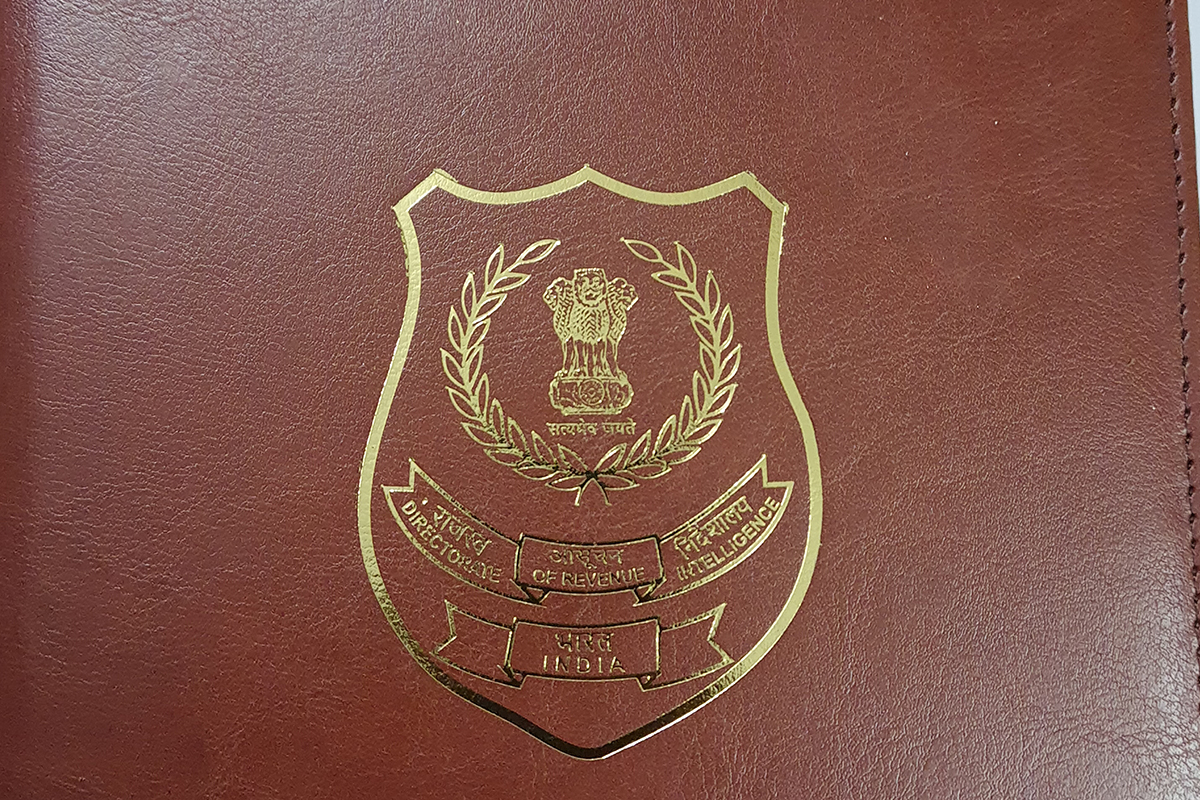 सत्यमेव जयते
राजस्व आसूचना निर्देशालय
DIRECTORATE OF REVENUE INTELLIGENCE
भारत
INDIA